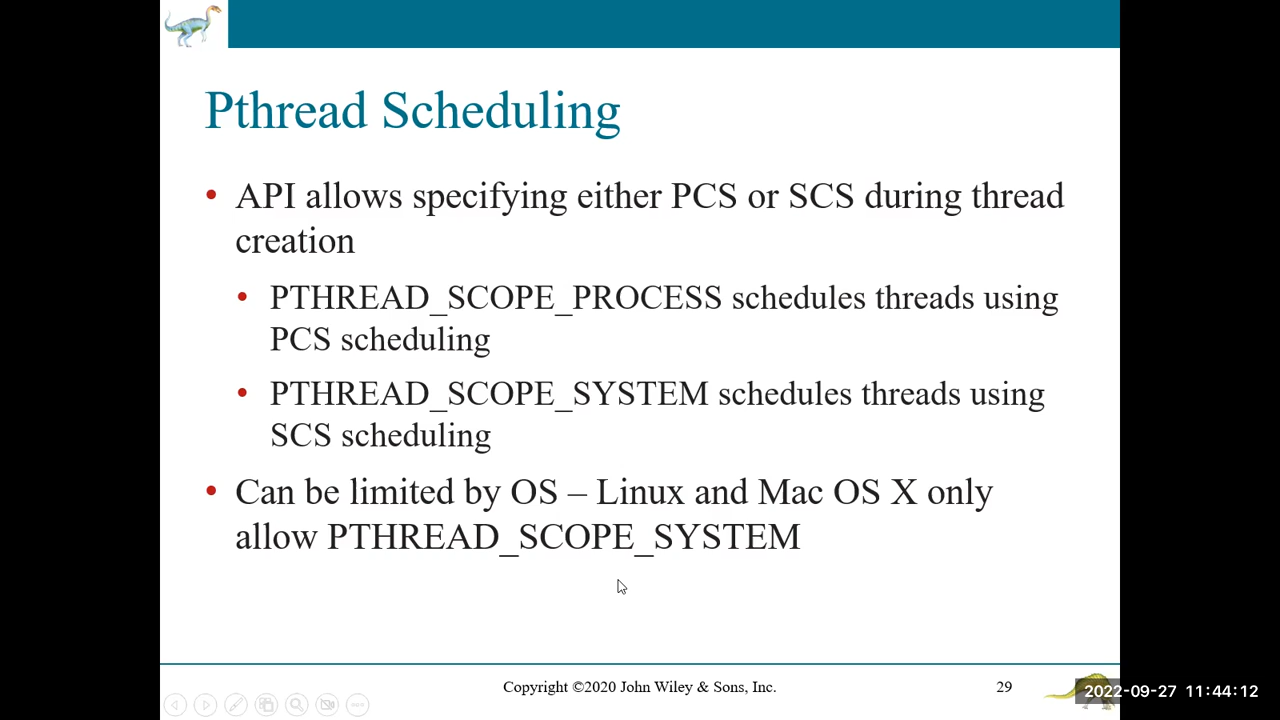 Pthread Scheduling
• API allows specifying either PCS or SCS during thread
creation
• PTHREAD_SCOPE_PROCESS schedules threads using
PCS scheduling
• PTHREAD_SCOPE_SYSTEM schedules threads using
SCS scheduling
• Can be limited by OS – Linux and Mac OS X only
allow PTHREAD_SCOPE_SYSTEM
Copyright ©2020 John Wiley & Sons, Inc.
29
2022-09-27 11:44:12